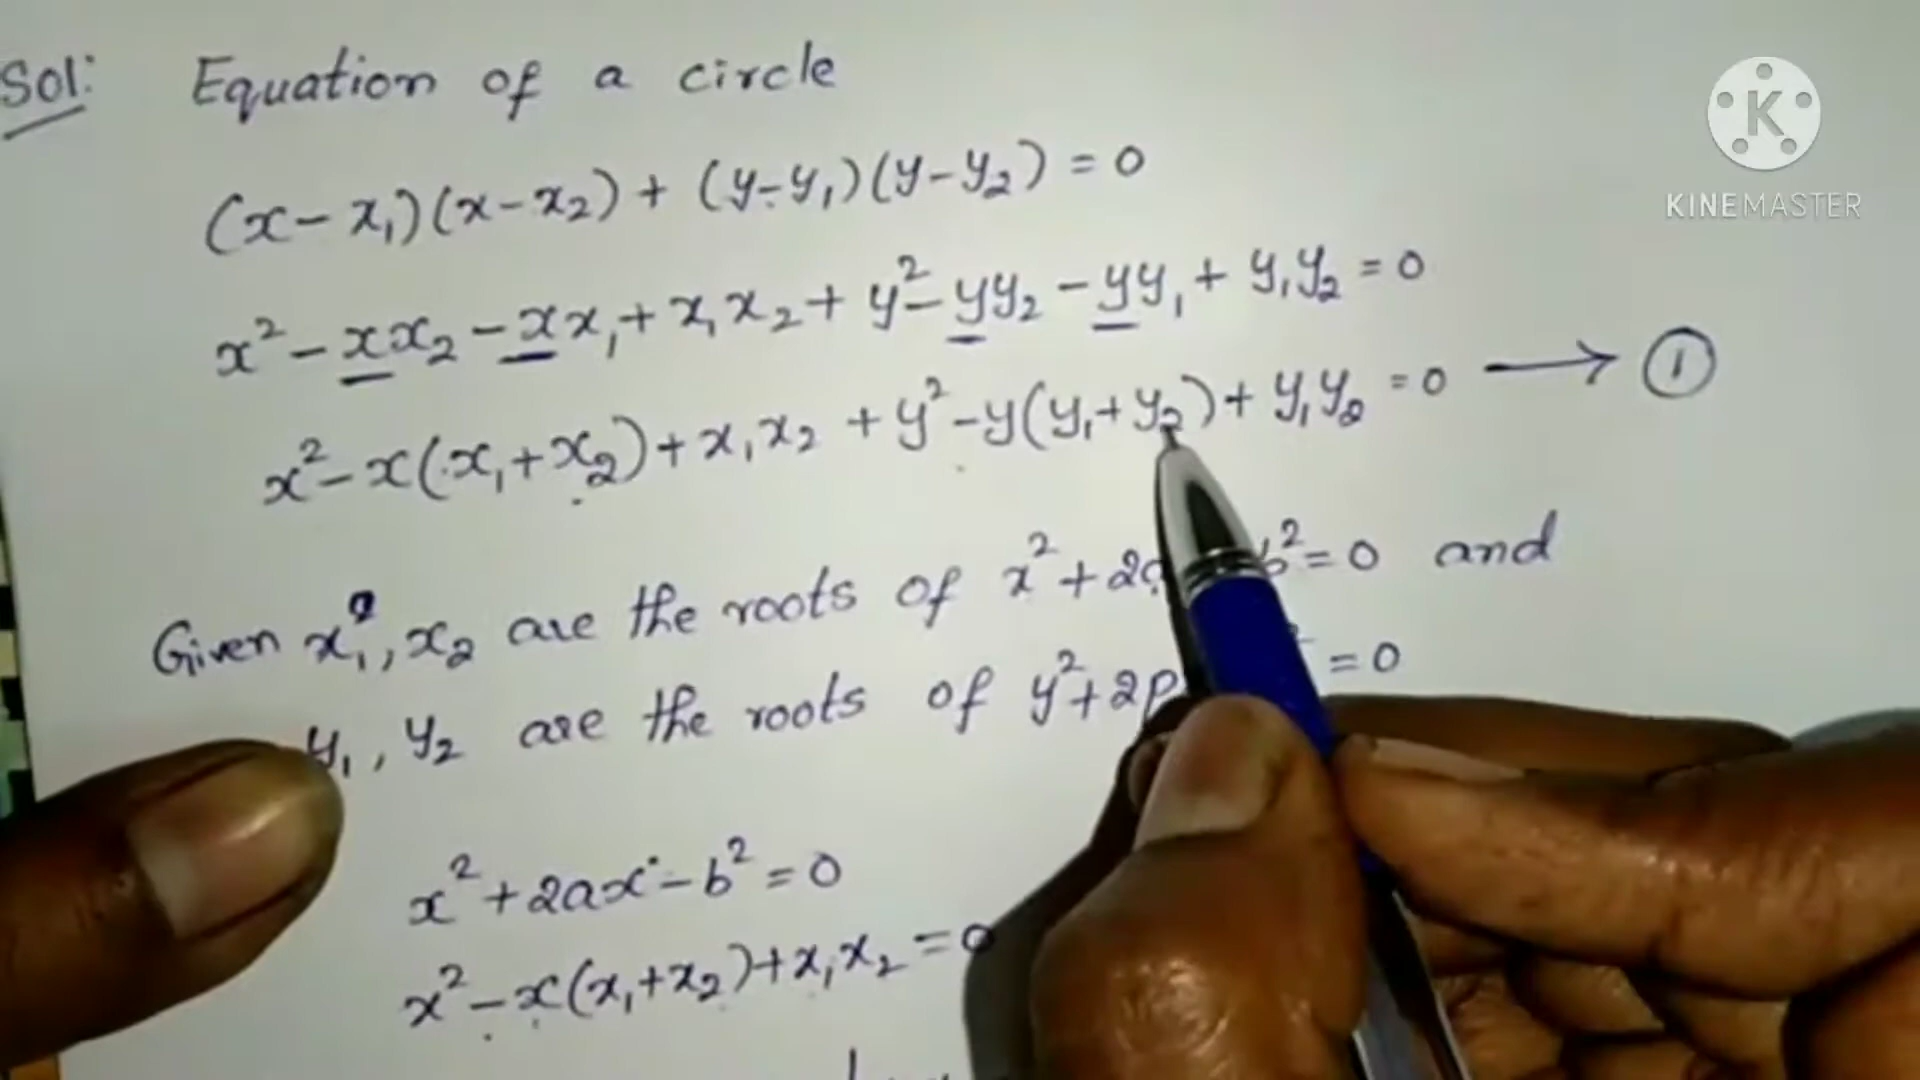 Sol: Equation of a circle
(x - x₁)(x - x₂) + (y - y₁)(y - y₂) = 0
x² - xx₂ - xx₁ + x₁x₂ + y² - yy₂ - yy₁ + y₁y₂ = 0
x² - x(x₁ + x₂) + x₁x₂ + y² - y(y₁ + y₂) + y₁y₂ = 0 → ①
Given x₁, x₂ are the roots of x² + 2a b² = 0 and
y₁, y₂ are the roots of y² + 2p = 0
x² + 2ax - b² = 0
x² - x(x₁ + x₂) + x₁x₂ = 0
K
KINEMASTER